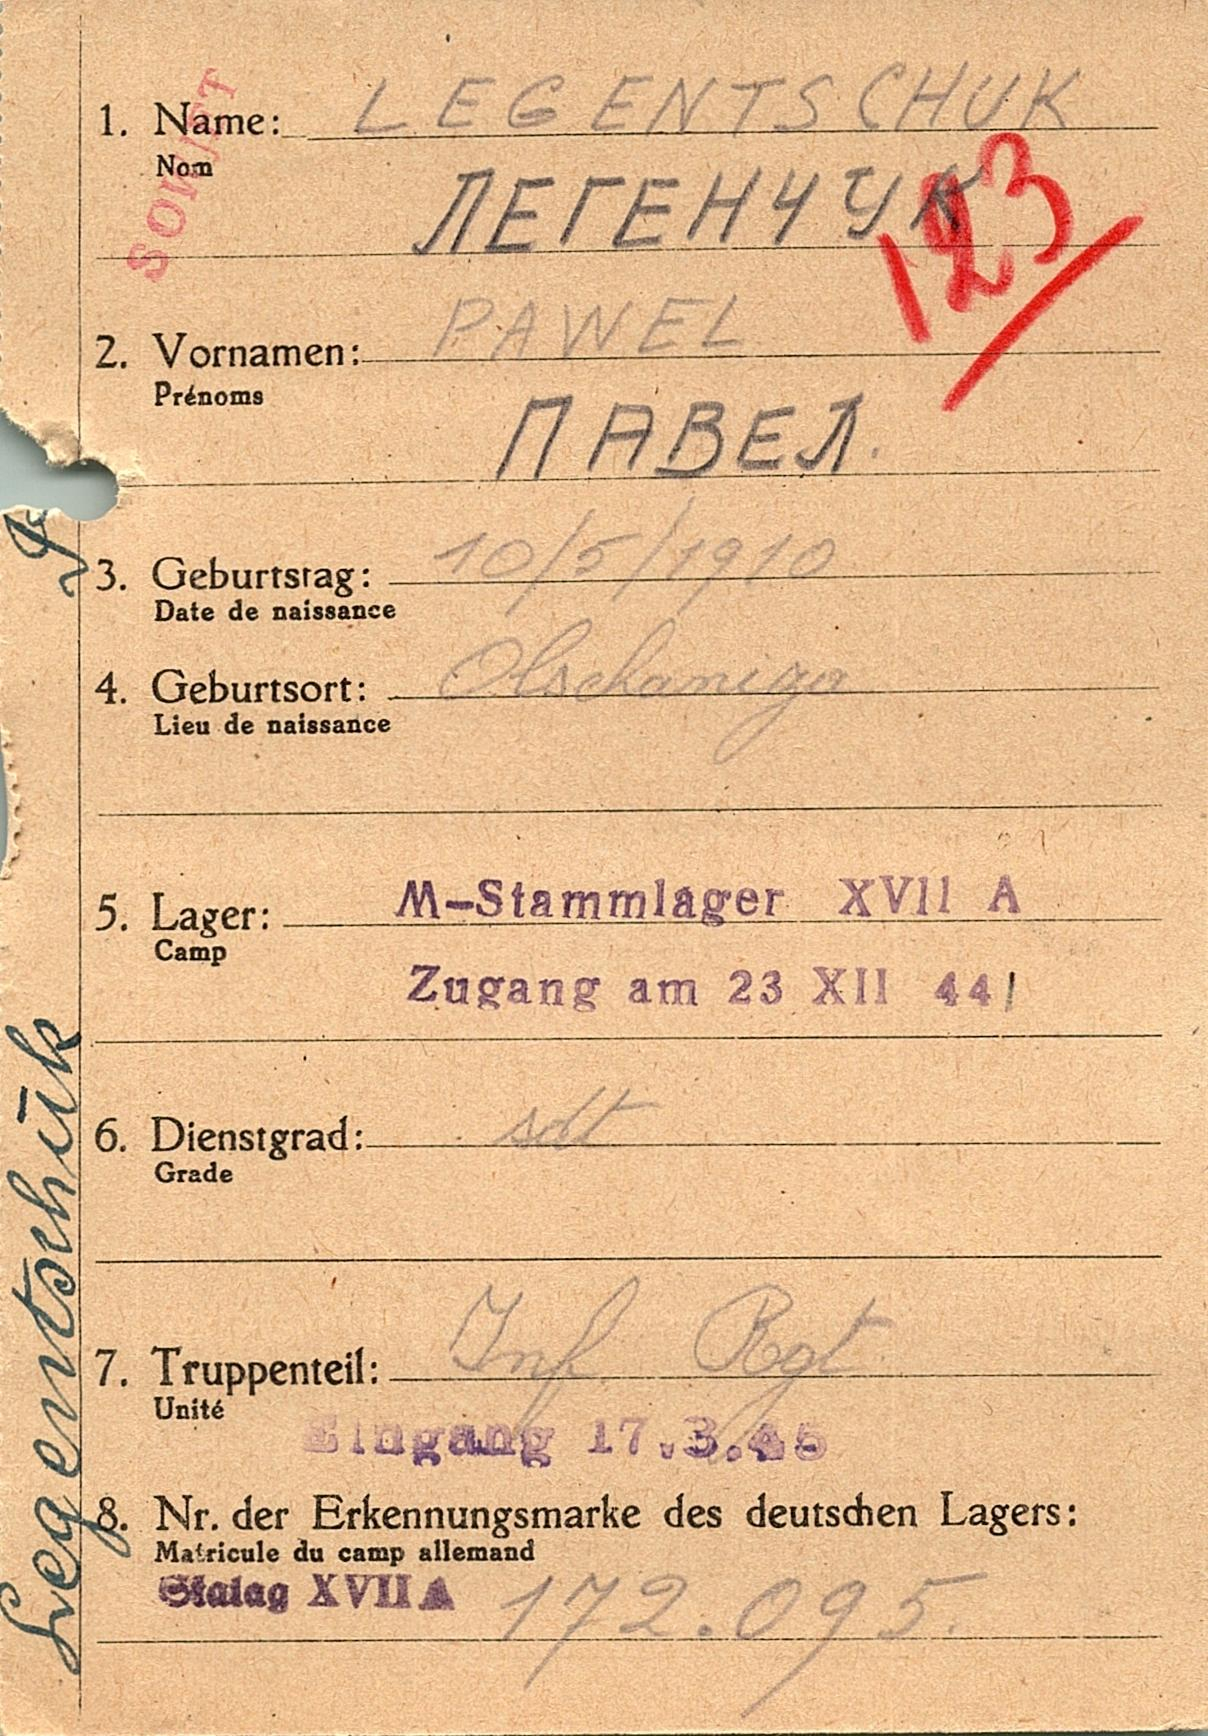 SOWJET
1. Name: LEGENTSCHUK
Nom
ЛЕГЕНЧУК
123
2. Vornamen: PAWEL
Prénoms
ПАВЕЛ.
3. Geburtstag: 10/5/1910
Date de naissance
4. Geburtsort: Olschaniza
Lieu de naissance
5. Lager: M-Stammlager XVII A
Camp
Zugang am 23 XII 44
6. Dienstgrad: sdt
Grade
7. Truppenteil: Inf Rgt
Unité
Eingang 17.3.45
8. Nr. der Erkennungsmarke des deutschen Lagers:
Matricule du camp allemand
Stalag XVII A 172.095.
Legentschuk